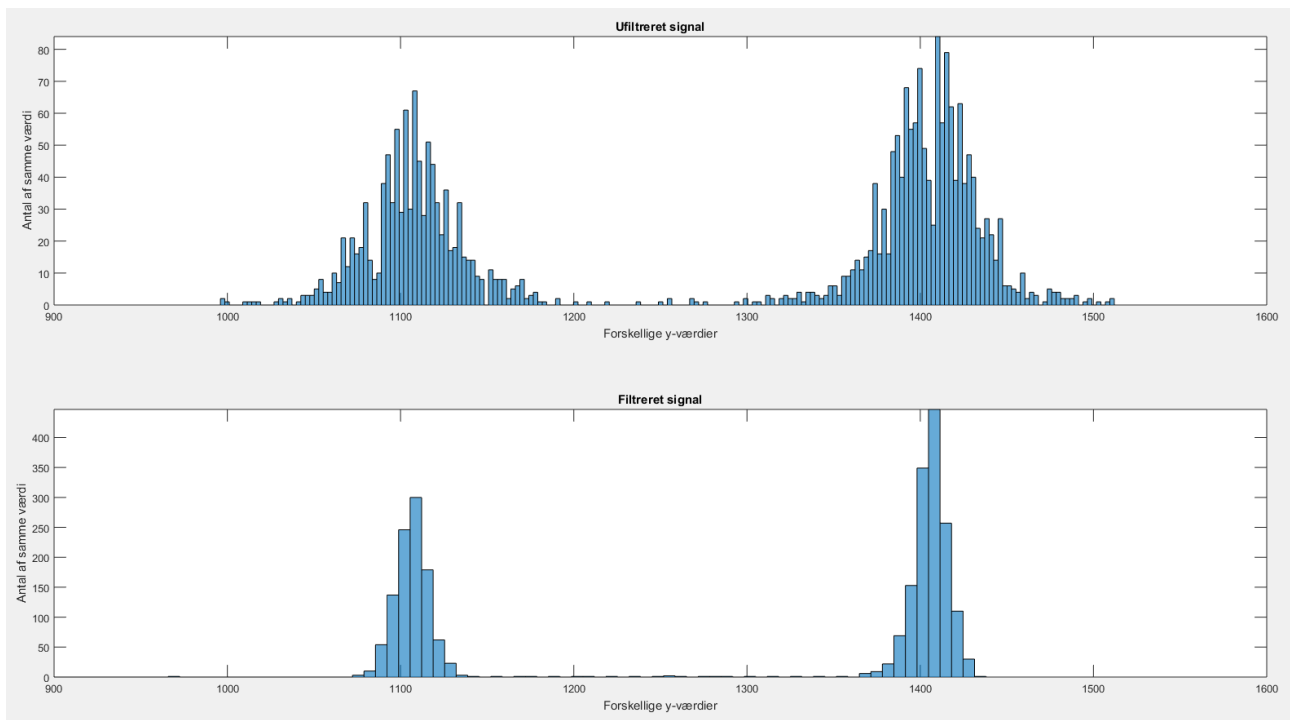 Ufiltreret signal
Antal af samme værdi
80
70
60
50
40
30
20
10
0
900 1000 1100 1200 1300 1400 1500 1600
Forskellige y-værdier
Filtreret signal
Antal af samme værdi
400
350
300
250
200
150
100
50
0
900 1000 1100 1200 1300 1400 1500 1600
Forskellige y-værdier